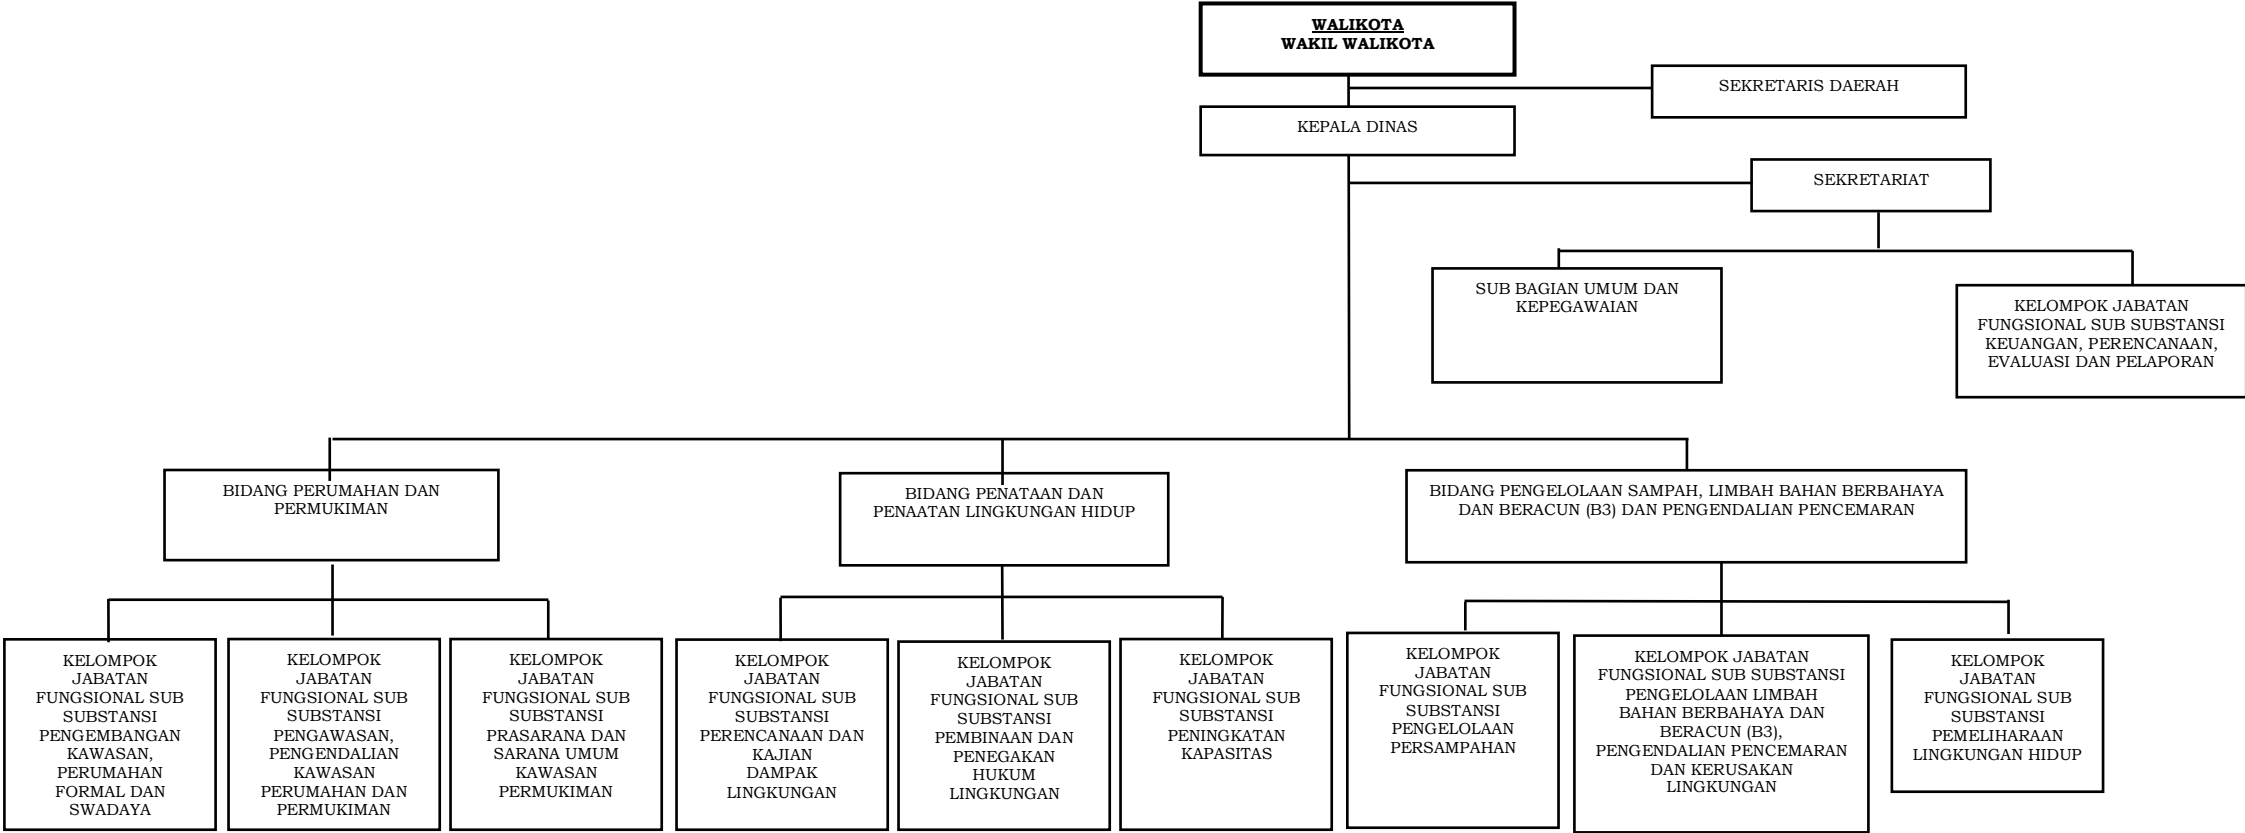 WALIKOTA
WAKIL WALIKOTA
SEKRETARIS DAERAH
KEPALA DINAS
SEKRETARIAT
SUB BAGIAN UMUM DAN
KEPEGAWAIAN
KELOMPOK JABATAN
FUNGSIONAL SUB SUBSTANSI
KEUANGAN, PERENCANAAN,
EVALUASI DAN PELAPORAN
BIDANG PERUMAHAN DAN
PERMUKIMAN
BIDANG PENATAAN DAN
PENAATAN LINGKUNGAN HIDUP
BIDANG PENGELOLAAN SAMPAH, LIMBAH BAHAN BERBAHAYA
DAN BERACUN (B3) DAN PENGENDALIAN PENCEMARAN
KELOMPOK
JABATAN
FUNGSIONAL SUB
SUBSTANSI
PENGEMBANGAN
KAWASAN,
PERUMAHAN
FORMAL DAN
SWADAYA
KELOMPOK
JABATAN
FUNGSIONAL SUB
SUBSTANSI
PENGAWASAN,
PENGENDALIAN
KAWASAN
PERUMAHAN DAN
PERMUKIMAN
KELOMPOK
JABATAN
FUNGSIONAL SUB
SUBSTANSI
PRASARANA DAN
SARANA UMUM
KAWASAN
PERMUKIMAN
KELOMPOK
JABATAN
FUNGSIONAL SUB
SUBSTANSI
PERENCANAAN DAN
KAJIAN
DAMPAK
LINGKUNGAN
KELOMPOK
JABATAN
FUNGSIONAL SUB
SUBSTANSI
PEMBINAAN DAN
PENEGAKAN
HUKUM
LINGKUNGAN
KELOMPOK
JABATAN
FUNGSIONAL SUB
SUBSTANSI
PENINGKATAN
KAPASITAS
KELOMPOK
JABATAN
FUNGSIONAL SUB
SUBSTANSI
PENGELOLAAN
PERSAMPAHAN
KELOMPOK JABATAN
FUNGSIONAL SUB SUBSTANSI
PENGELOLAAN LIMBAH
BAHAN BERBAHAYA DAN
BERACUN (B3),
PENGENDALIAN PENCEMARAN
DAN KERUSAKAN
LINGKUNGAN
KELOMPOK
JABATAN
FUNGSIONAL SUB
SUBSTANSI
PEMELIHARAAN
LINGKUNGAN HIDUP